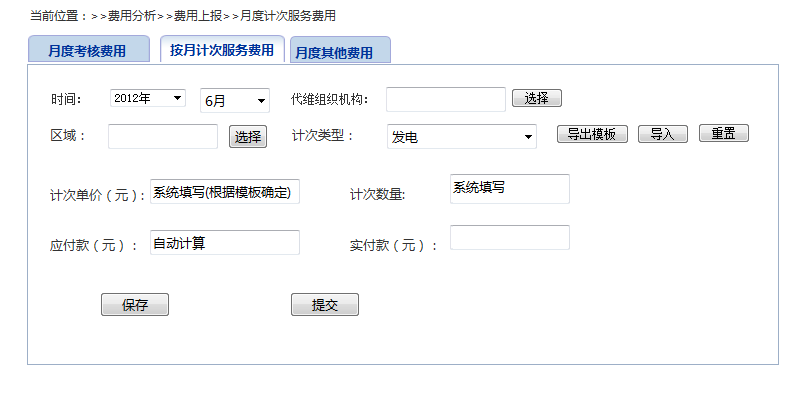 当前位置：>>费用分析>>费用上报>>月度计次服务费用
月度考核费用 按月计次服务费用 月度其他费用
时间： 2012年 6月 代维组织机构： 选择
区域： 选择 计次类型： 发电 导出模板 导入 重置
计次单价（元）： 系统填写(根据模板确定) 计次数量: 系统填写
应付款（元）： 自动计算 实付款（元）：
保存 提交